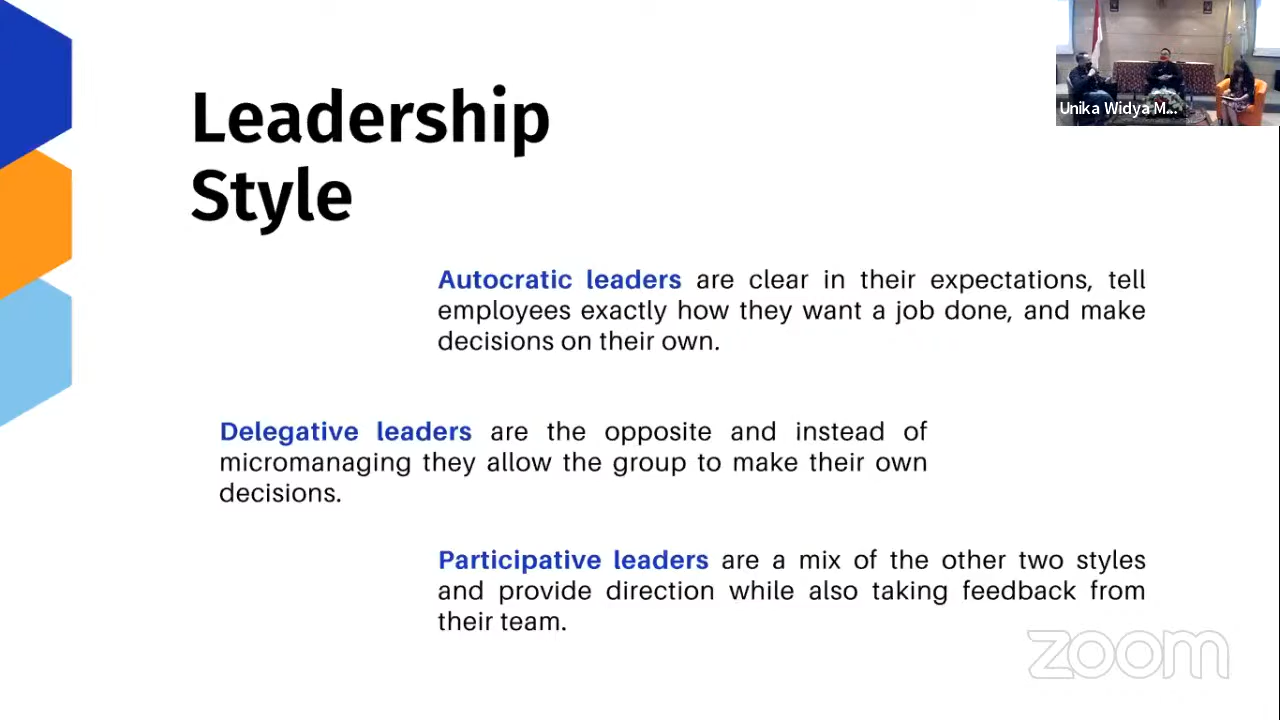 Leadership
Style
Unika Widya M...
Autocratic leaders are clear in their expectations, tell
employees exactly how they want a job done, and make
decisions on their own.
Delegative leaders are the opposite and instead of
micromanaging they allow the group to make their own
decisions.
Participative leaders are a mix of the other two styles
and provide direction while also taking feedback from
their team.
zoom